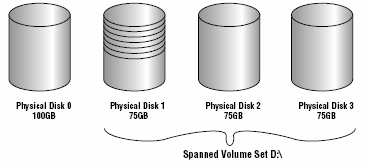 Physical Disk 0
100GB
Physical Disk 1
75GB
Physical Disk 2
75GB
Physical Disk 3
75GB
Spanned Volume Set D:\